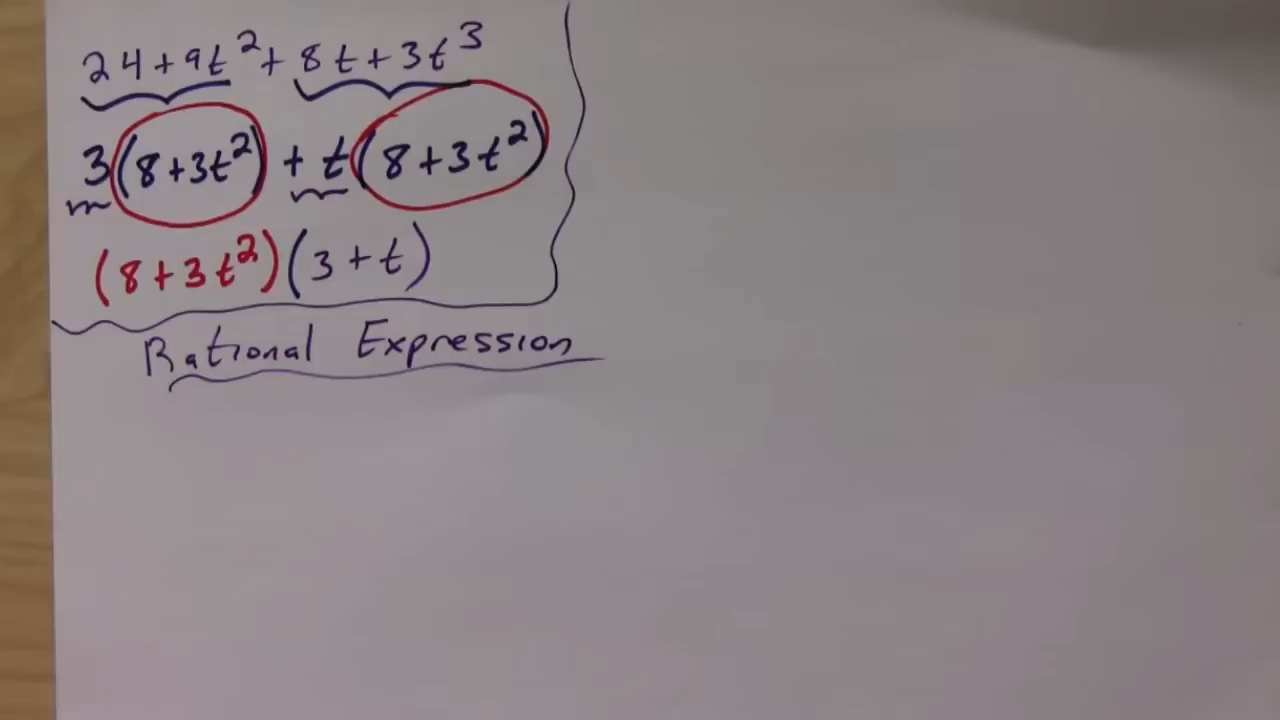 24+9t²+8t+3t³
3(8+3t²)+t(8+3t²)
(8+3t²)(3+t)
Rational Expression